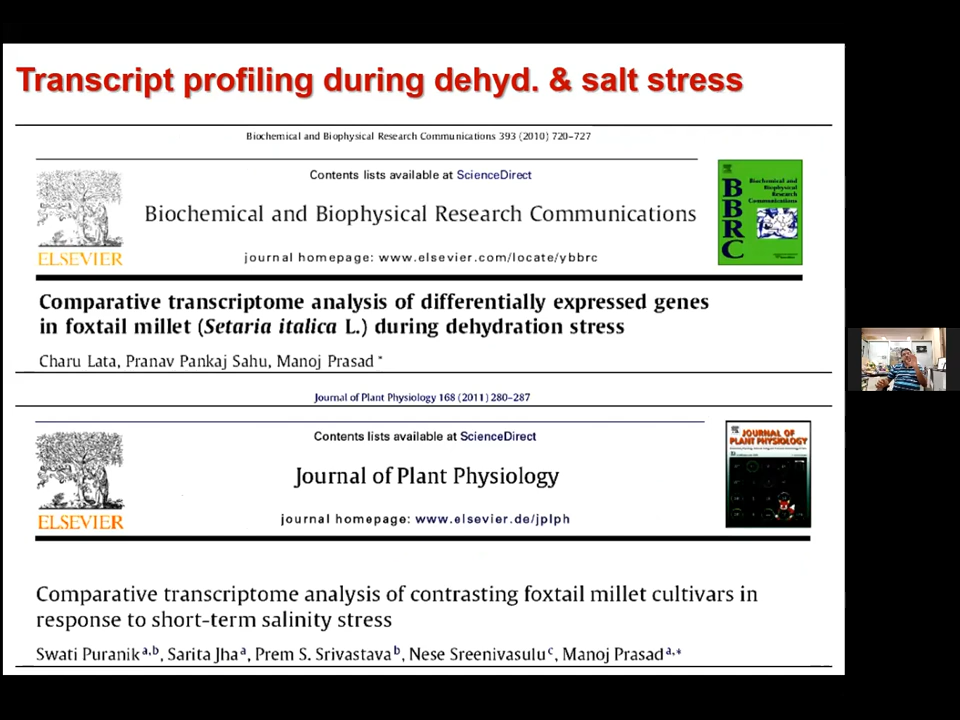 Transcript profiling during dehyd. & salt stress
Biochemical and Biophysical Research Communications 393 (2010) 720–727
Contents lists available at ScienceDirect
Biochemical and Biophysical Research Communications
journal homepage: www.elsevier.com/locate/ybbrc
ELSEVIER
BBRC
Biochemical and
Biophysical
Research
Communications
Comparative transcriptome analysis of differentially expressed genes
in foxtail millet (Setaria italica L.) during dehydration stress
Charu Lata, Pranav Pankaj Sahu, Manoj Prasad *
Journal of Plant Physiology 168 (2011) 280–287
Contents lists available at ScienceDirect
Journal of Plant Physiology
journal homepage: www.elsevier.de/jplph
ELSEVIER
JOURNAL OF
PLANT PHYSIOLOGY
Comparative transcriptome analysis of contrasting foxtail millet cultivars in
response to short-term salinity stress
Swati Puranik a,b, Sarita Jha a, Prem S. Srivastava b, Nese Sreenivasulu c, Manoj Prasad a,*